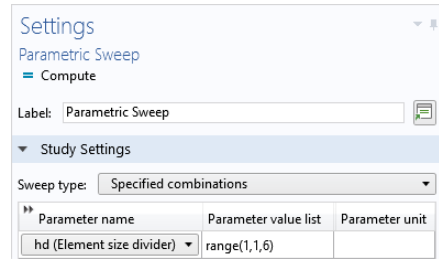 Settings
Parametric Sweep
= Compute
Label: Parametric Sweep
Study Settings
Sweep type: Specified combinations
Parameter name Parameter value list Parameter unit
hd (Element size divider) range(1,1,6)